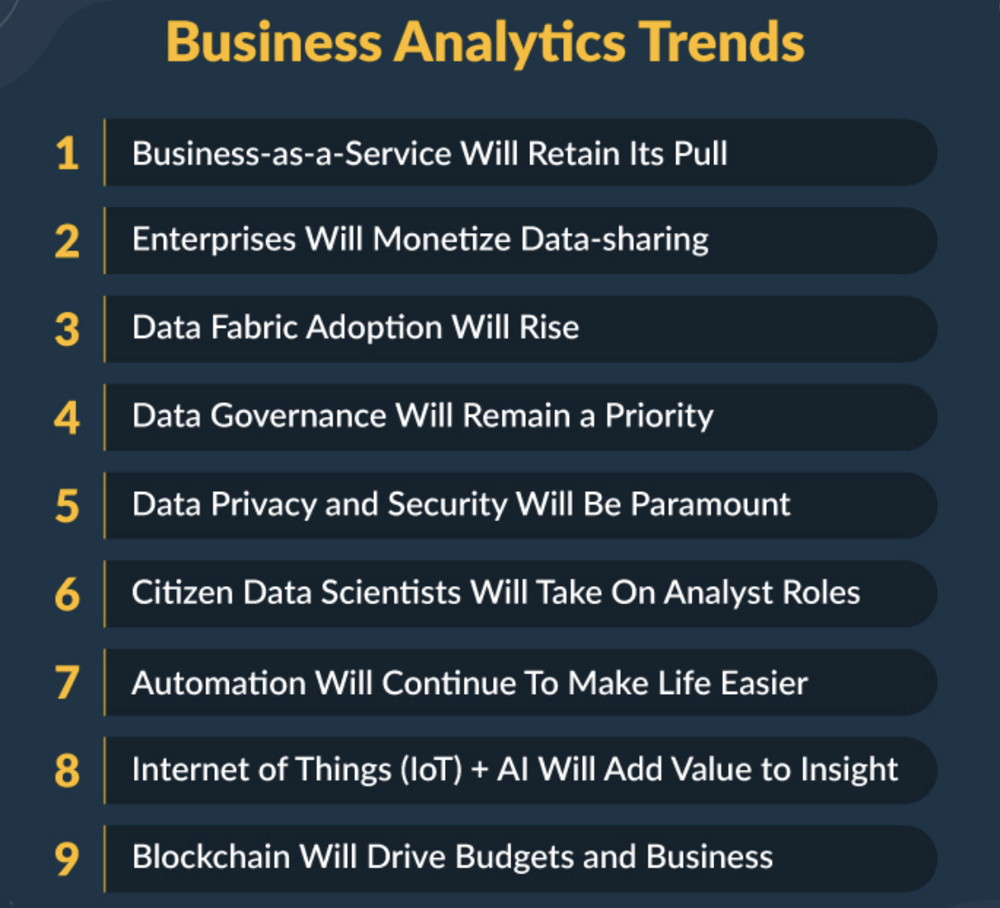 Business Analytics Trends
1 Business-as-a-Service Will Retain Its Pull
2 Enterprises Will Monetize Data-sharing
3 Data Fabric Adoption Will Rise
4 Data Governance Will Remain a Priority
5 Data Privacy and Security Will Be Paramount
6 Citizen Data Scientists Will Take On Analyst Roles
7 Automation Will Continue To Make Life Easier
8 Internet of Things (IoT) + AI Will Add Value to Insight
9 Blockchain Will Drive Budgets and Business